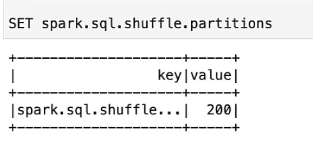 SET spark.sql.shuffle.partitions
+--------------------+-----+
|                 key|value|
+--------------------+-----+
|spark.sql.shuffle...|  200|
+--------------------+-----+